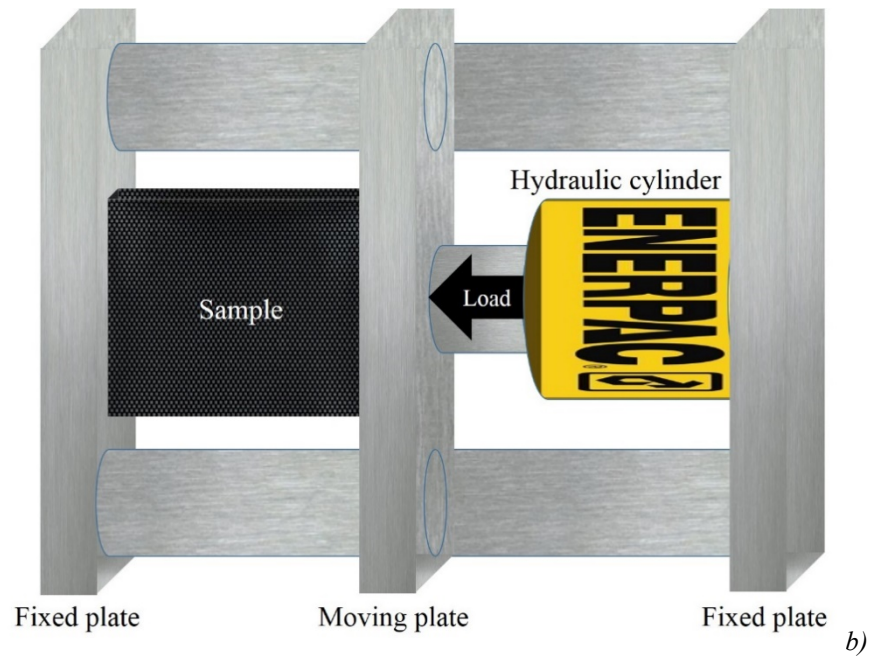 Hydraulic cylinder
ENERPAC
Sample
Load
Fixed plate
Moving plate
Fixed plate
b)